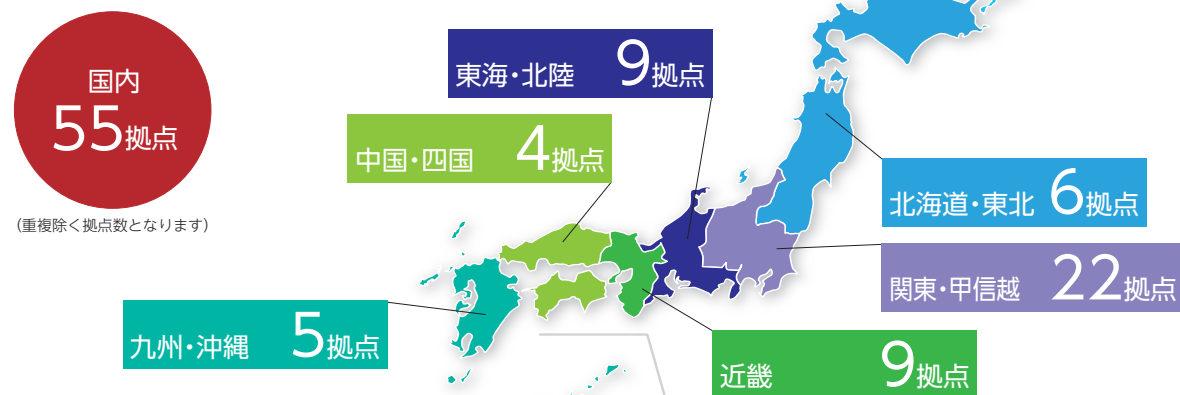 国内
55拠点
（重複除く拠点数となります）
東海・北陸 9拠点
中国・四国 4拠点
北海道・東北 6拠点
関東・甲信越 22拠点
九州・沖縄 5拠点
近畿 9拠点